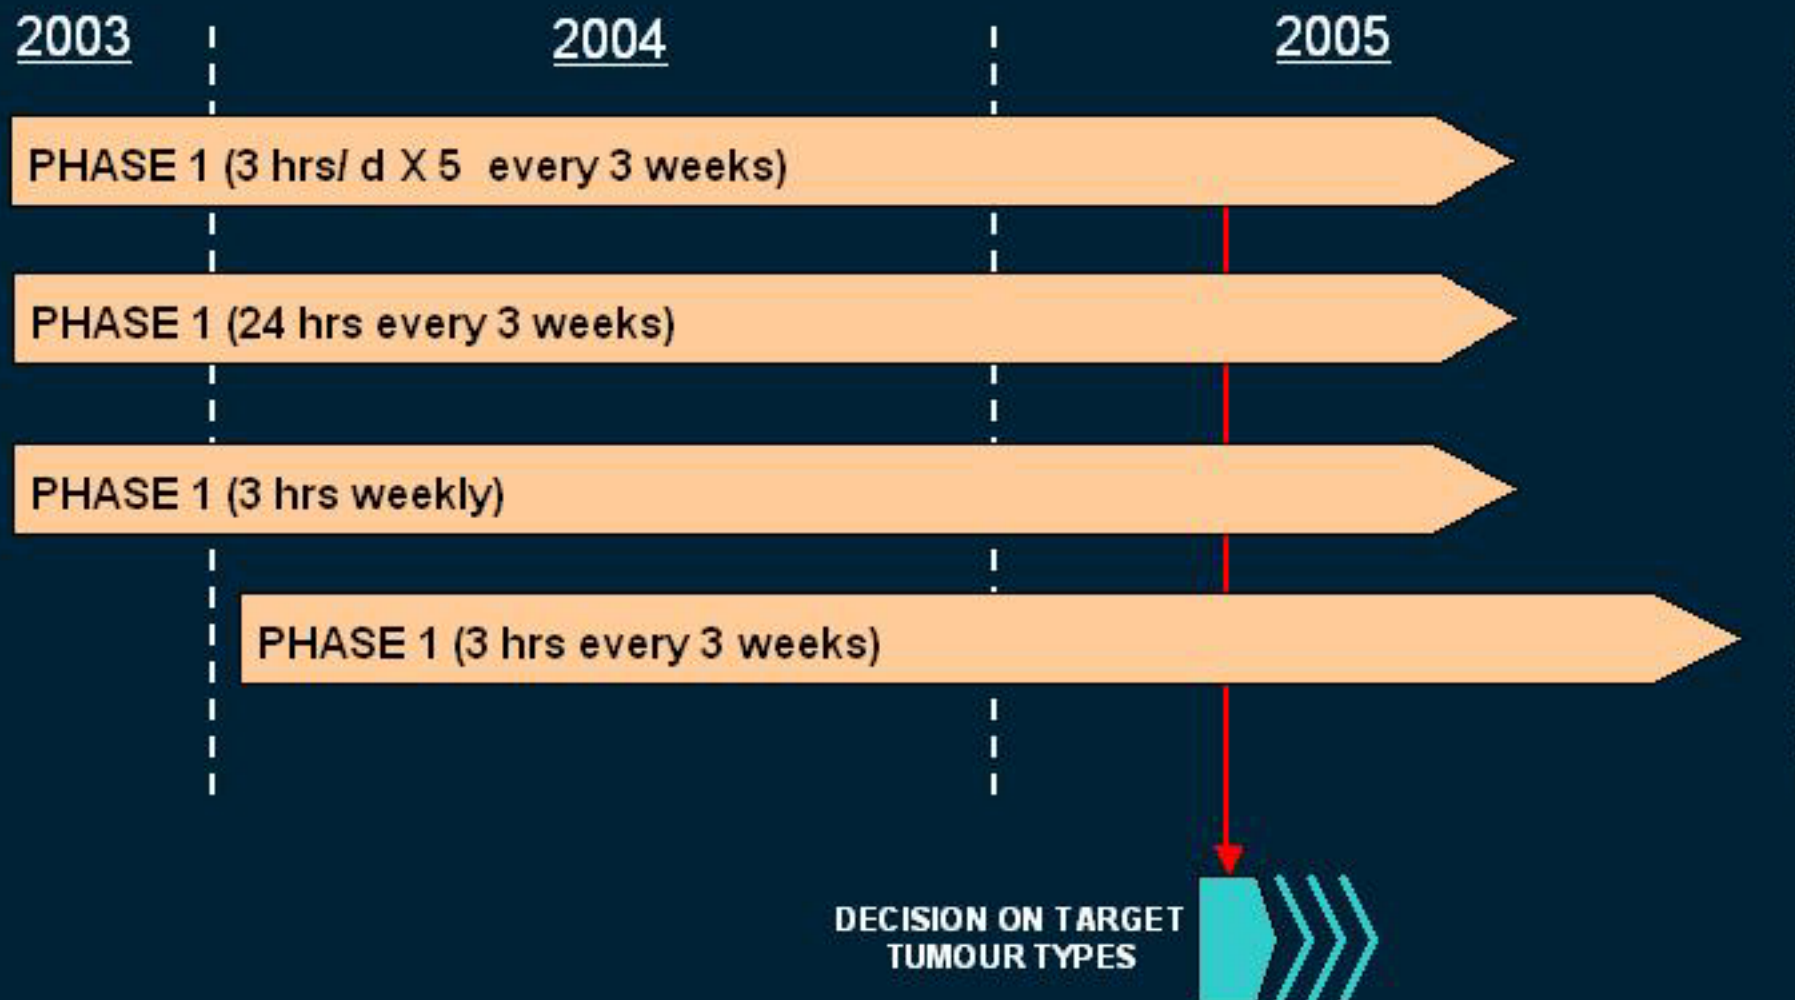 2003
2004
2005
PHASE 1 (3 hrs/ d X 5 every 3 weeks)
PHASE 1 (24 hrs every 3 weeks)
PHASE 1 (3 hrs weekly)
PHASE 1 (3 hrs every 3 weeks)
DECISION ON TARGET
TUMOUR TYPES